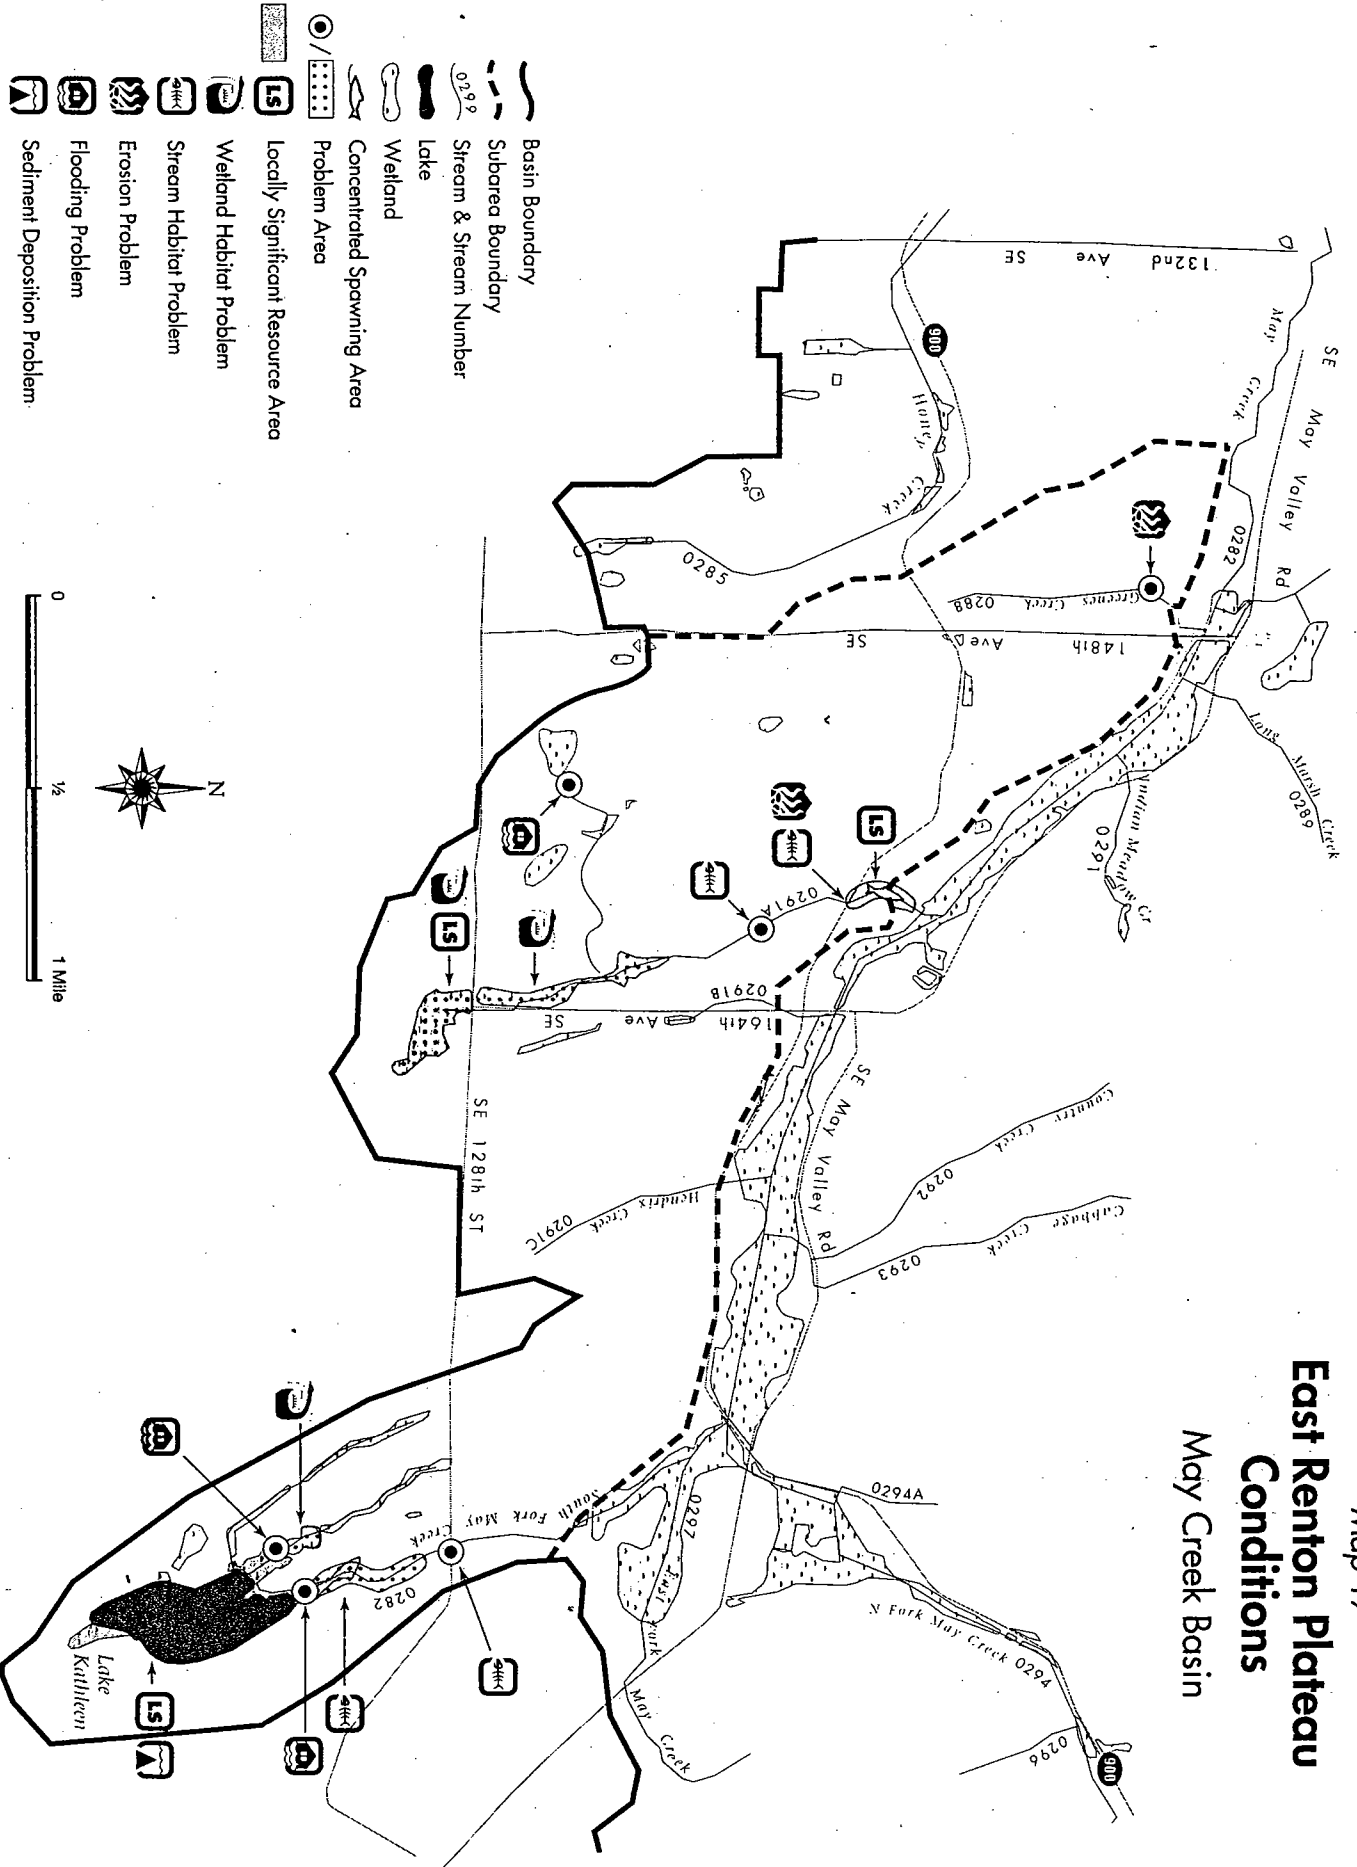 East Renton Plateau
Conditions
May Creek Basin
132nd Ave SE
SE May Valley Rd
May Creek
900
Honey Creek
0285
0282
Greenes Creek
0288
148th Ave SE
Long Marsh Creek
0289
Indian Meadow Cr
0291
LS
0291A
0291B
164th Ave SE
LS
SE May Valley Rd
Country Creek
0292
Cabbage Creek
0293
Hendrix Creek
0291C
SE 128th ST
0294A
0297
East Fork May Creek
N Fork May Creek 0294
0296
900
South Fork May Creek
0282
Lake
Kathleen
LS
Basin Boundary
Subarea Boundary
0299
Stream & Stream Number
Lake
Wetland
Concentrated Spawning Area
/
Problem Area
LS
Locally Significant Resource Area
Wetland Habitat Problem
Stream Habitat Problem
Erosion Problem
Flooding Problem
Sediment Deposition Problem
N
0 ½ 1 Mile